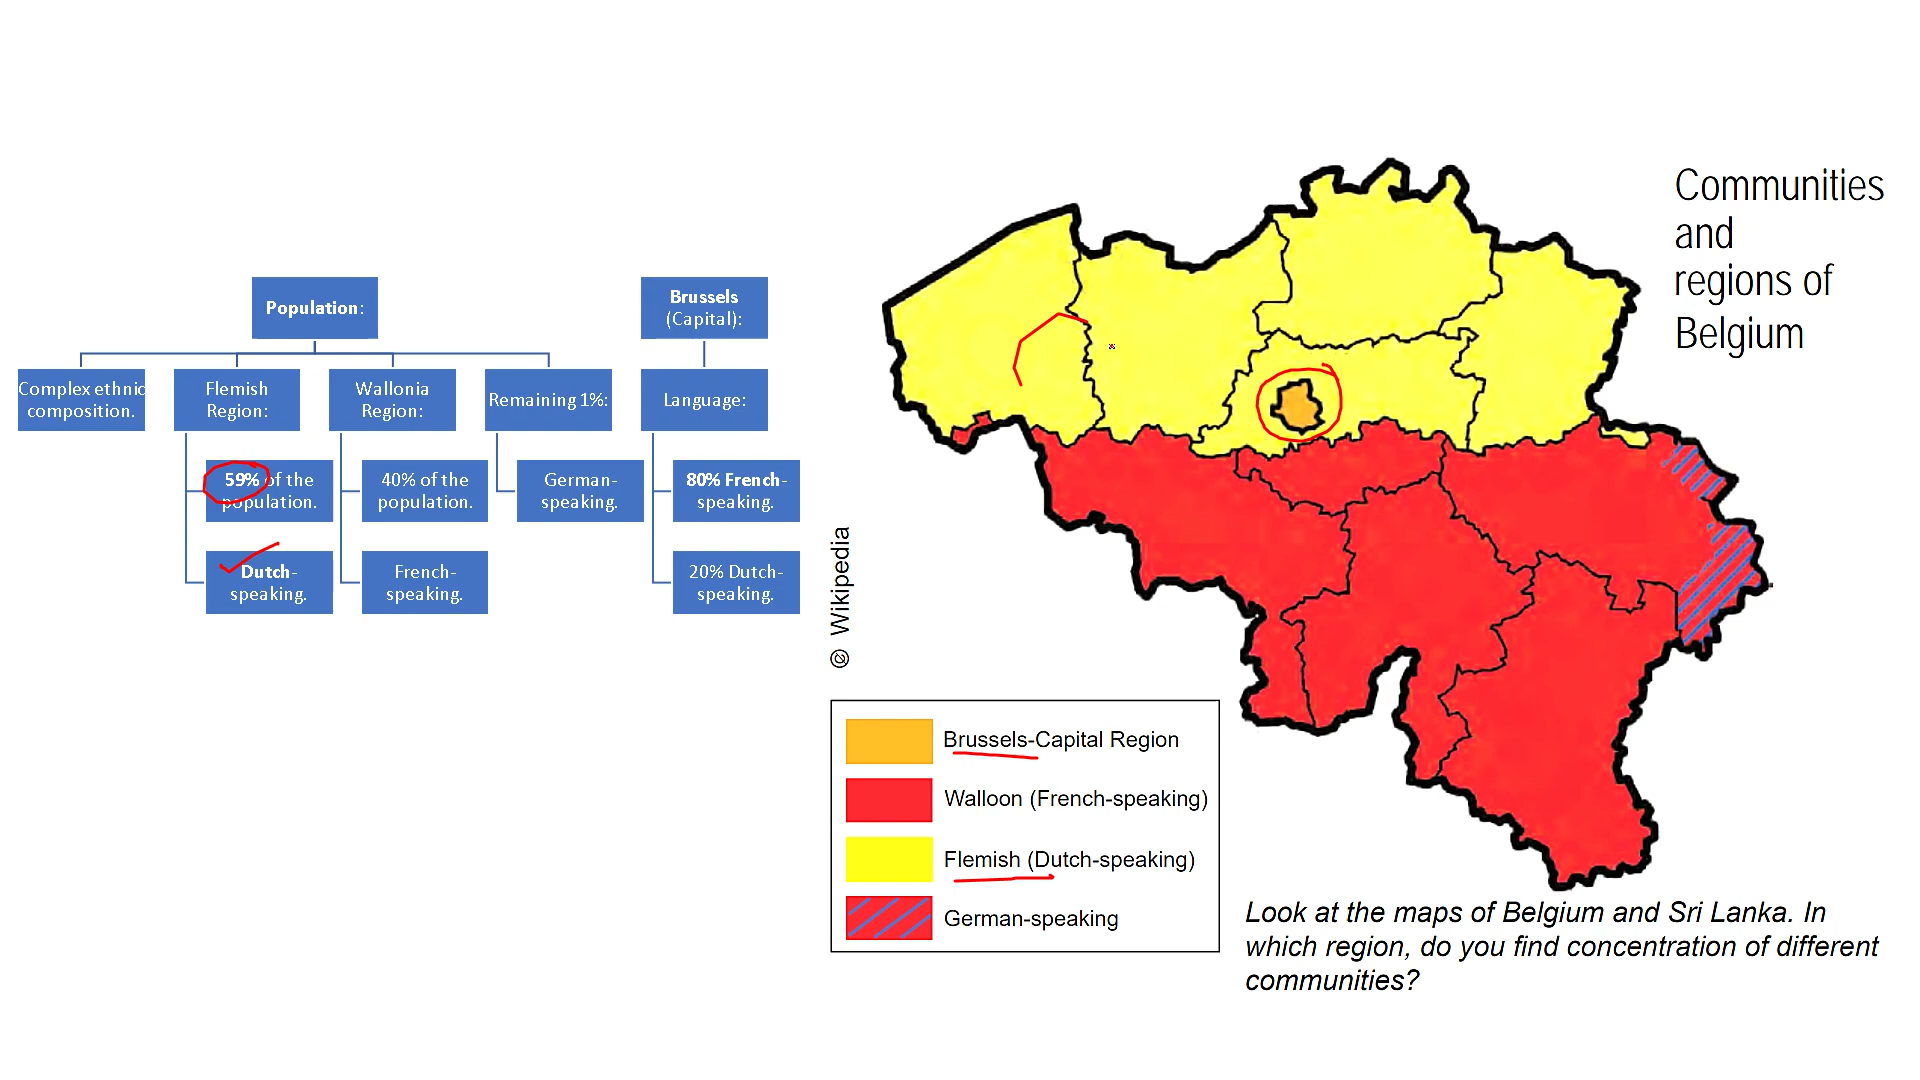 Population:
Complex ethnic
composition.
Flemish
Region:
59% of the
population.
Dutch-
speaking.
Wallonia
Region:
40% of the
population.
French-
speaking.
Remaining 1%:
German-
speaking.
Brussels
(Capital):
Language:
80% French-
speaking.
20% Dutch-
speaking.
© Wikipedia
Communities
and
regions of
Belgium
Brussels-Capital Region
Walloon (French-speaking)
Flemish (Dutch-speaking)
German-speaking
Look at the maps of Belgium and Sri Lanka. In
which region, do you find concentration of different
communities?